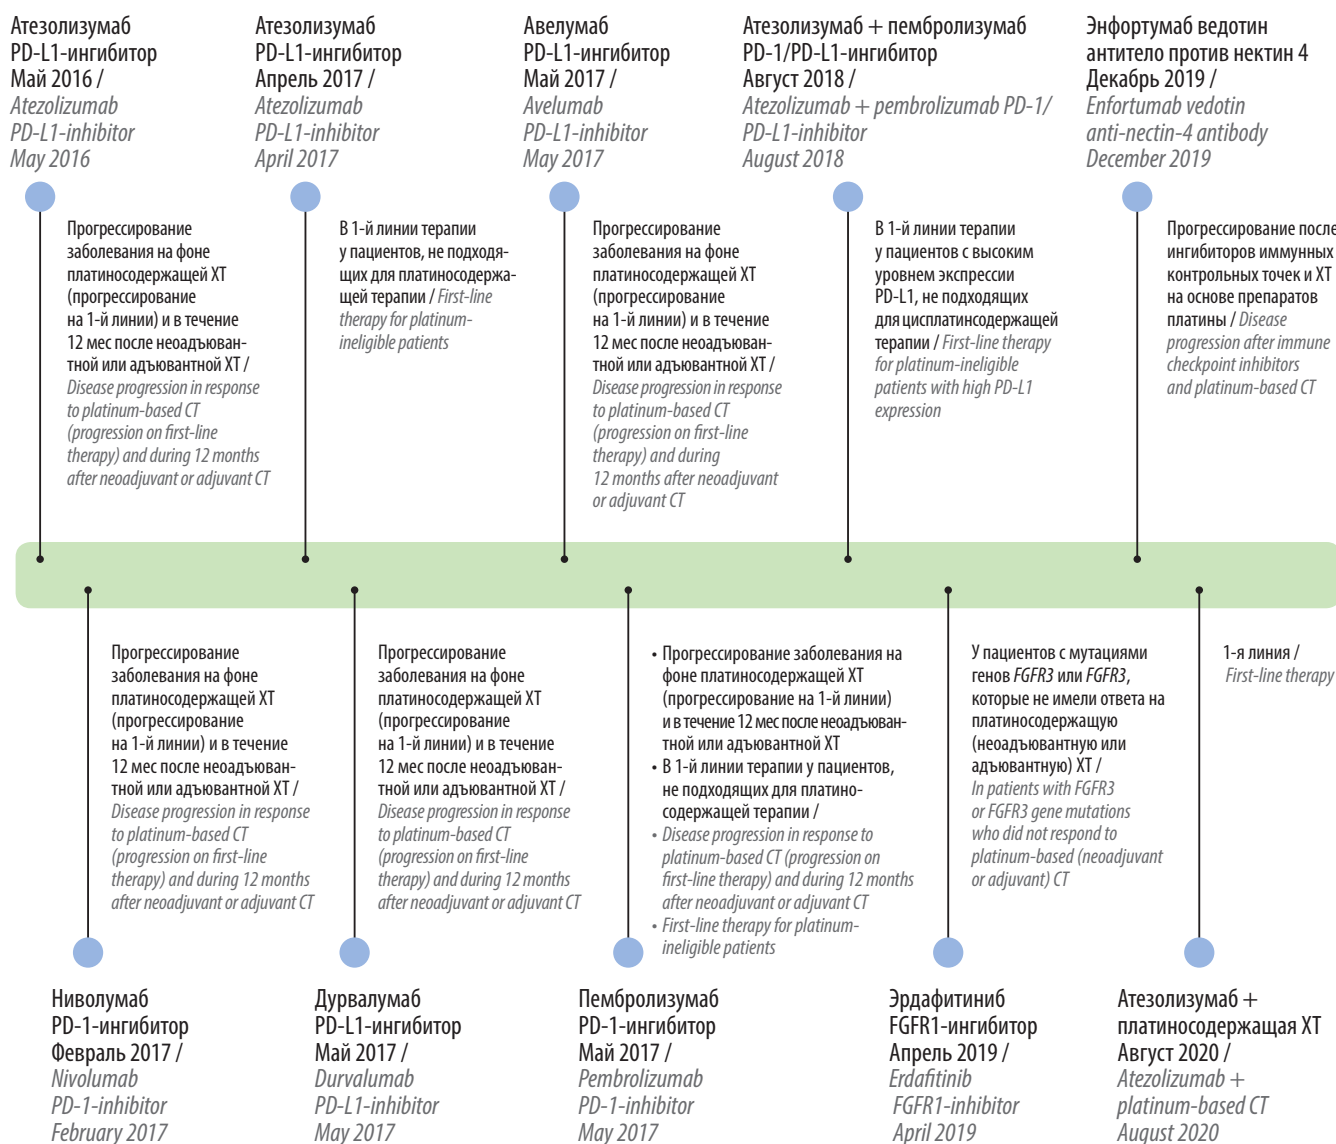 Атезолизумаб
PD-L1-ингибитор
Май 2016 /
Atezolizumab
PD-L1-inhibitor
May 2016
Атезолизумаб
PD-L1-ингибитор
Апрель 2017 /
Atezolizumab
PD-L1-inhibitor
April 2017
Авелумаб
PD-L1-ингибитор
Май 2017 /
Avelumab
PD-L1-inhibitor
May 2017
Атезолизумаб + пембролизумаб
PD-1/PD-L1-ингибитор
Август 2018 /
Atezolizumab + pembrolizumab PD-1/
PD-L1-inhibitor
August 2018
Энфортумаб ведотин
антитело против нектин 4
Декабрь 2019 /
Enfortumab vedotin
anti-nectin-4 antibody
December 2019
Прогрессирование
заболевания на фоне
платиносодержащей ХТ
(прогрессирование
на 1-й линии) и в течение
12 мес после неоадъюван-
тной или адъювантной ХТ /
Disease progression in response
to platinum-based CT
(progression on first-line
therapy) and during 12 months
after neoadjuvant or adjuvant CT
В 1-й линии терапии
у пациентов, не подходя-
щих для платиносодержа-
щей терапии / First-line
therapy for platinum-
ineligible patients
Прогрессирование
заболевания на фоне
платиносодержащей ХТ
(прогрессирование
на 1-й линии) и в течение
12 мес после неоадъюван-
тной или адъювантной ХТ /
Disease progression in response
to platinum-based CT
(progression on first-line
therapy) and during
12 months after neoadjuvant
or adjuvant CT
В 1-й линии терапии
у пациентов с высоким
уровнем экспрессии
PD-L1, не подходящих
для цисплатинсодержащей
терапии / First-line therapy
for platinum-ineligible
patients with high PD-L1
expression
Прогрессирование после
ингибиторов иммунных
контрольных точек и ХТ
на основе препаратов
платины / Disease
progression after immune
checkpoint inhibitors
and platinum-based CT
Прогрессирование
заболевания на фоне
платиносодержащей ХТ
(прогрессирование
на 1-й линии) и в течение
12 мес после неоадъюван-
тной или адъювантной ХТ /
Disease progression in response
to platinum-based CT
(progression on first-line
therapy) and during 12 months
after neoadjuvant or adjuvant CT
Прогрессирование
заболевания на фоне
платиносодержащей ХТ
(прогрессирование
на 1-й линии) и в течение
12 мес после неоадъюван-
тной или адъювантной ХТ /
Disease progression in response
to platinum-based CT
(progression on first-line
therapy) and during 12 months
after neoadjuvant or adjuvant CT
• Прогрессирование заболевания на
фоне платиносодержащей ХТ
(прогрессирование на 1-й линии)
и в течение 12 мес после неоадъюван-
тной или адъювантной ХТ
• В 1-й линии терапии у пациентов,
не подходящих для платино-
содержащей терапии /
• Disease progression in response to
platinum-based CT (progression on
first-line therapy) and during 12 months
after neoadjuvant or adjuvant CT
• First-line therapy for platinum-
ineligible patients
У пациентов с мутациями
генов FGFR3 или FGFR3,
которые не имели ответа на
платиносодержащую
(неоадъювантную или
адъювантную) ХТ /
In patients with FGFR3
or FGFR3 gene mutations
who did not respond to
platinum-based (neoadjuvant
or adjuvant) CT
1-я линия /
First-line therapy
Ниволумаб
PD-1-ингибитор
Февраль 2017 /
Nivolumab
PD-1-inhibitor
February 2017
Дурвалумаб
PD-L1-ингибитор
Май 2017 /
Durvalumab
PD-L1-inhibitor
May 2017
Пембролизумаб
PD-1-ингибитор
Май 2017 /
Pembrolizumab
PD-1-inhibitor
May 2017
Эрдафитиниб
FGFR1-ингибитор
Апрель 2019 /
Erdafitinib
FGFR1-inhibitor
April 2019
Атезолизумаб +
платиносодержащая ХТ
Август 2020 /
Atezolizumab +
platinum-based CT
August 2020